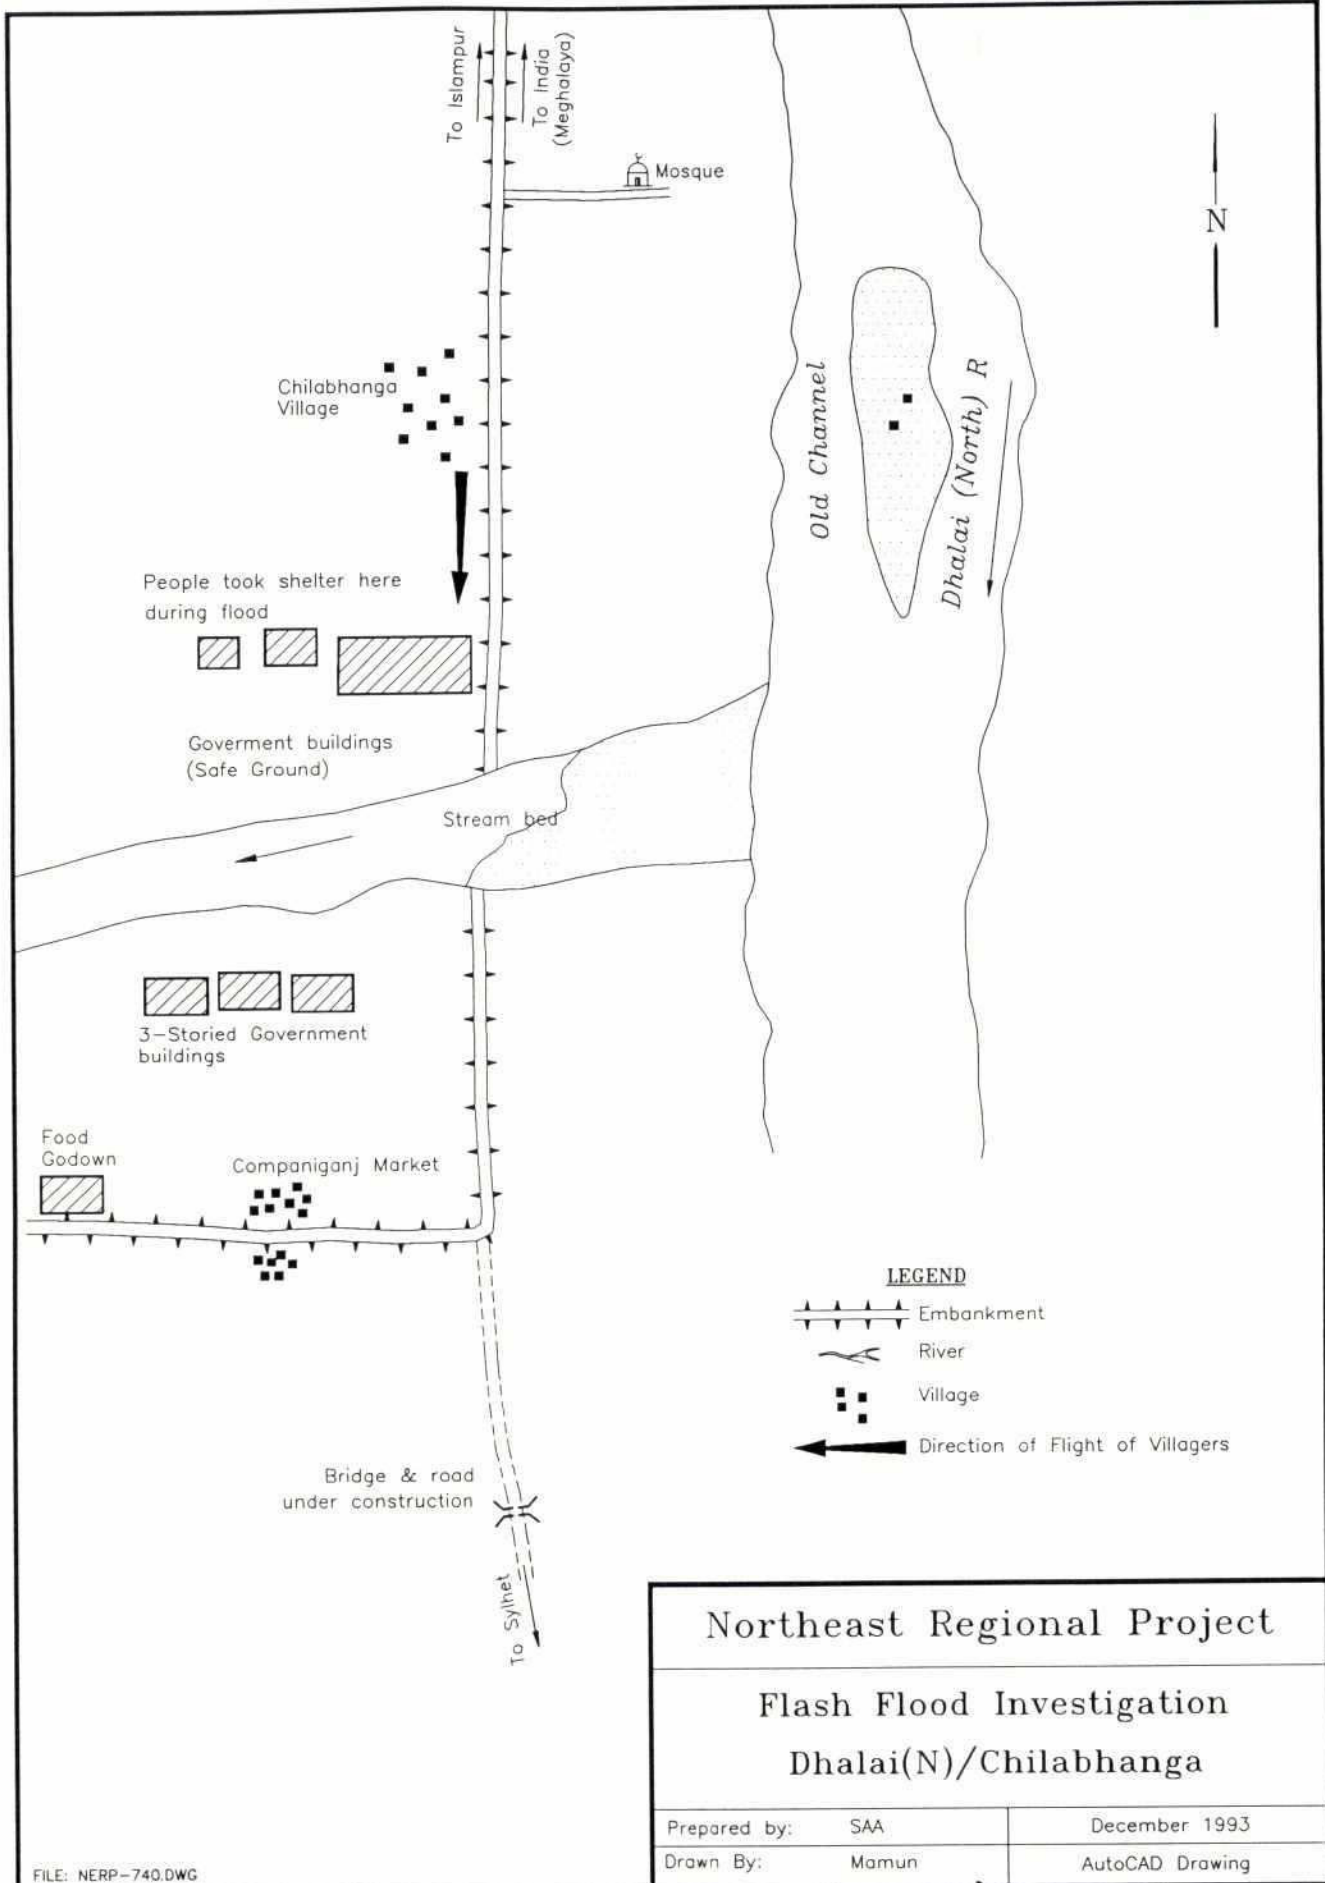 To Islampur
To India
(Meghalaya)
Mosque
N
Chilabhanga
Village
Old Channel
Dhalai (North) R
People took shelter here
during flood
Goverment buildings
(Safe Ground)
Stream bed
3-Storied Government
buildings
Food
Godown
Companiganj Market
LEGEND
Embankment
River
Village
Direction of Flight of Villagers
Bridge & road
under construction
To Sylhet
Northeast Regional Project
Flash Flood Investigation
Dhalai(N)/Chilabhanga
Prepared by: SAA December 1993
Drawn By: Mamun AutoCAD Drawing
FILE: NERP-740.DWG